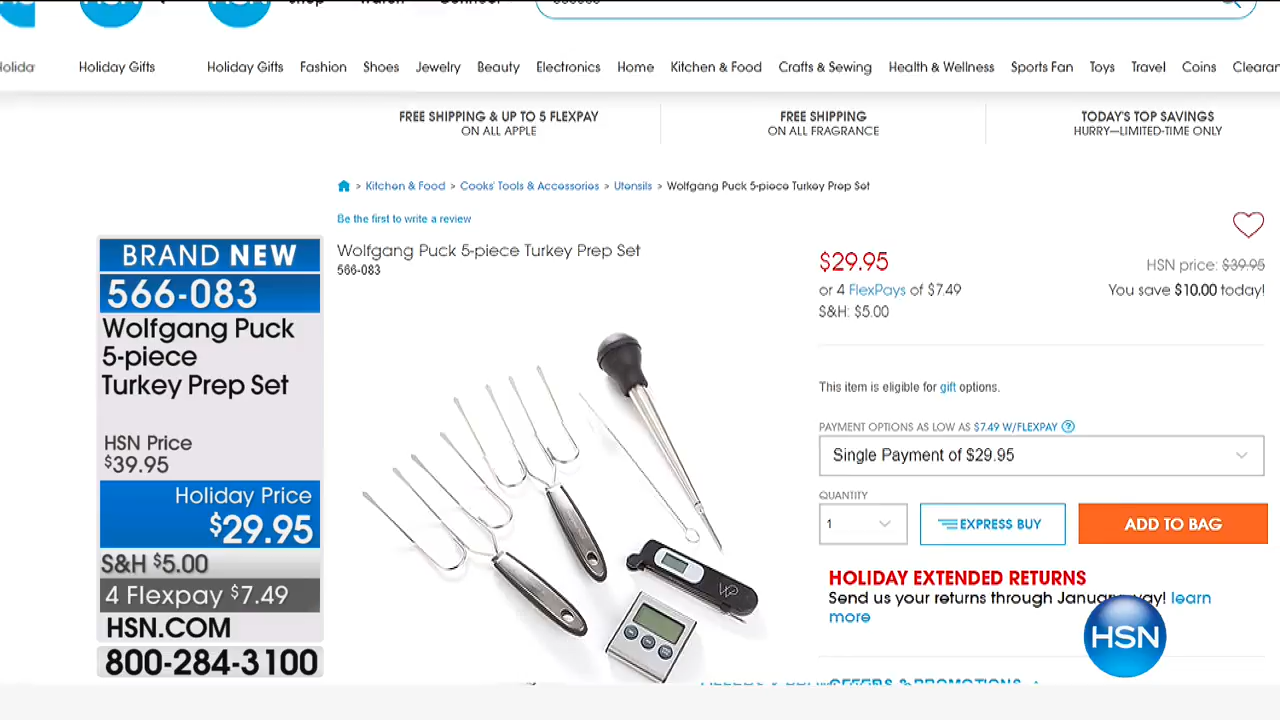 Shop Watch Connect
Holiday Gifts Holiday Gifts Fashion Shoes Jewelry Beauty Electronics Home Kitchen & Food Crafts & Sewing Health & Wellness Sports Fan Toys Travel Coins
FREE SHIPPING & UP TO 5 FLEXPAY
ON ALL APPLE
FREE SHIPPING
ON ALL FRAGRANCE
TODAY'S TOP SAVINGS
HURRY—LIMITED-TIME ONLY
> Kitchen & Food > Cooks' Tools & Accessories > Utensils > Wolfgang Puck 5-piece Turkey Prep Set
Be the first to write a review
Wolfgang Puck 5-piece Turkey Prep Set
566-083
BRAND NEW
566-083
Wolfgang Puck
5-piece
Turkey Prep Set
HSN Price
$39.95
Holiday Price
$29.95
S&H $5.00
4 Flexpay $7.49
HSN.COM
800-284-3100
WP
$29.95
HSN price: $39.95
or 4 FlexPays of $7.49
You save $10.00 today!
S&H: $5.00
This item is eligible for gift options.
PAYMENT OPTIONS AS LOW AS $7.49 W/FLEXPAY ?
Single Payment of $29.95
QUANTITY
1
EXPRESS BUY
ADD TO BAG
HOLIDAY EXTENDED RETURNS
Send us your returns through January! learn
more
HSN
OFFERS & PROMOTIONS